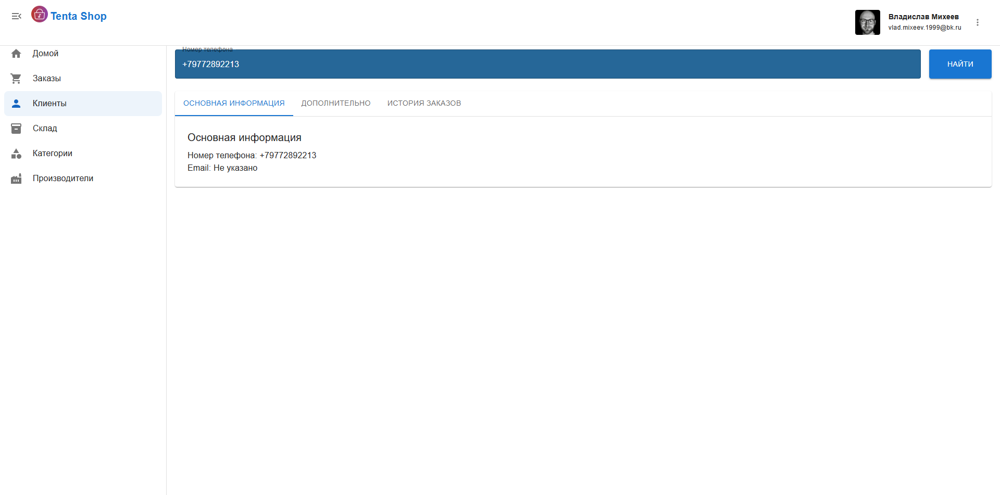 Tenta Shop
Владислав Михеев
vlad.mixeev.1999@bk.ru
Домой
Заказы
Клиенты
Склад
Категории
Производители
Номер телефона
+79772892213
НАЙТИ
ОСНОВНАЯ ИНФОРМАЦИЯ
ДОПОЛНИТЕЛЬНО
ИСТОРИЯ ЗАКАЗОВ
Основная информация
Номер телефона: +79772892213
Email: Не указано